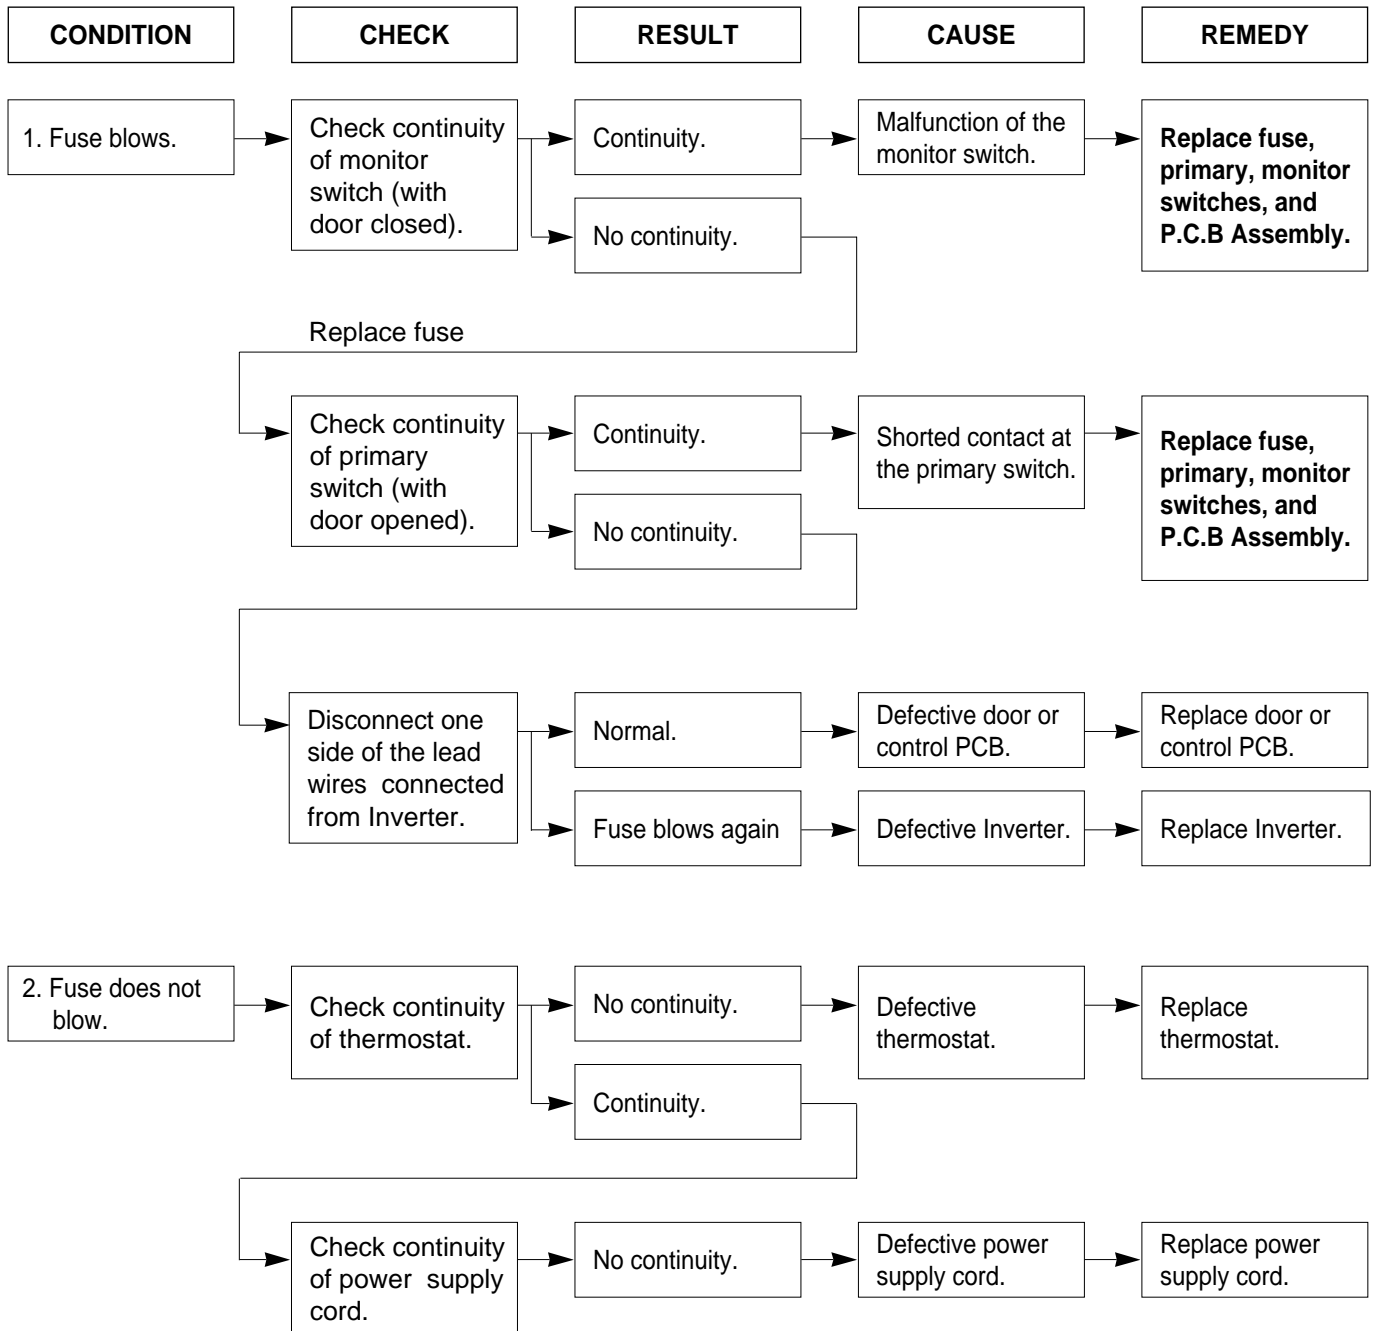 CONDITION
CHECK
RESULT
CAUSE
REMEDY
1. Fuse blows.
Check continuity
of monitor
switch (with
door closed).
Continuity.
Malfunction of the
monitor switch.
Replace fuse,
primary, monitor
switches, and
P.C.B Assembly.
No continuity.
Replace fuse
Check continuity
of primary
switch (with
door opened).
Continuity.
Shorted contact at
the primary switch.
Replace fuse,
primary, monitor
switches, and
P.C.B Assembly.
No continuity.
Disconnect one
side of the lead
wires connected
from Inverter.
Normal.
Defective door or
control PCB.
Replace door or
control PCB.
Fuse blows again
Defective Inverter.
Replace Inverter.
2. Fuse does not
blow.
Check continuity
of thermostat.
No continuity.
Defective
thermostat.
Replace
thermostat.
Continuity.
Check continuity
of power supply
cord.
No continuity.
Defective power
supply cord.
Replace power
supply cord.